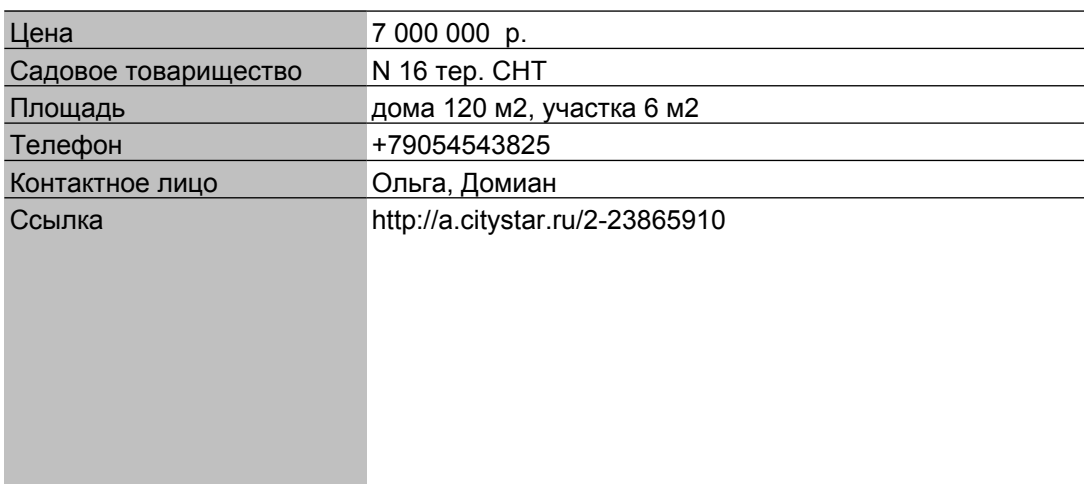 Цена 7 000 000 р.
Садовое товарищество N 16 тер. СНТ
Площадь дома 120 м2, участка 6 м2
Телефон +79054543825
Контактное лицо Ольга, Домиан
Ссылка http://a.citystar.ru/2-23865910